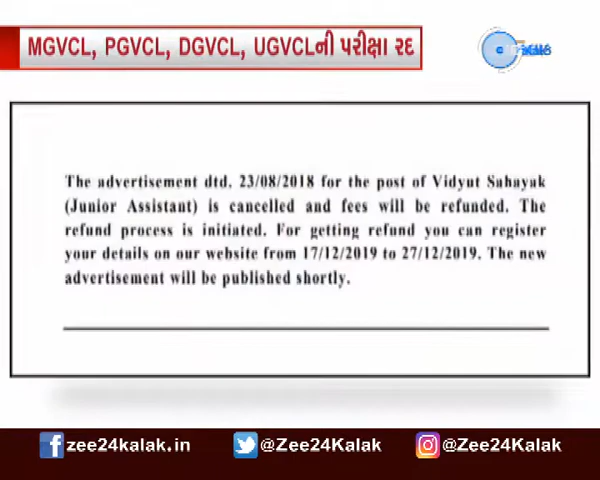 MGVCL, PGVCL, DGVCL, UGVCLની પરીક્ષા રદ
The advertisement dtd. 23/08/2018 for the post of Vidyut Sahayak
(Junior Assistant) is cancelled and fees will be refunded. The
refund process is initiated. For getting refund you can register
your details on our website from 17/12/2019 to 27/12/2019. The new
advertisement will be published shortly.
zee24kalak.in @Zee24Kalak @Zee24Kalak